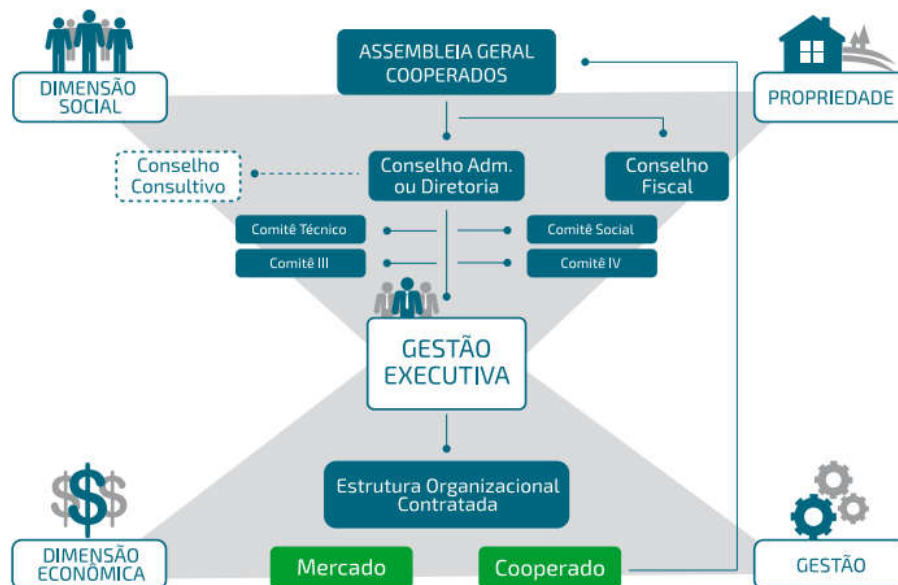 ASSEMBLEIA GERAL
COOPERADOS
DIMENSÃO
SOCIAL
PROPRIEDADE
Conselho
Consultivo
Conselho Adm.
ou Diretoria
Conselho
Fiscal
Comitê Técnico
Comitê Social
Comitê III
Comitê IV
GESTÃO
EXECUTIVA
Estrutura Organizacional
Contratada
DIMENSÃO
ECONÔMICA
Mercado
Cooperado
GESTÃO